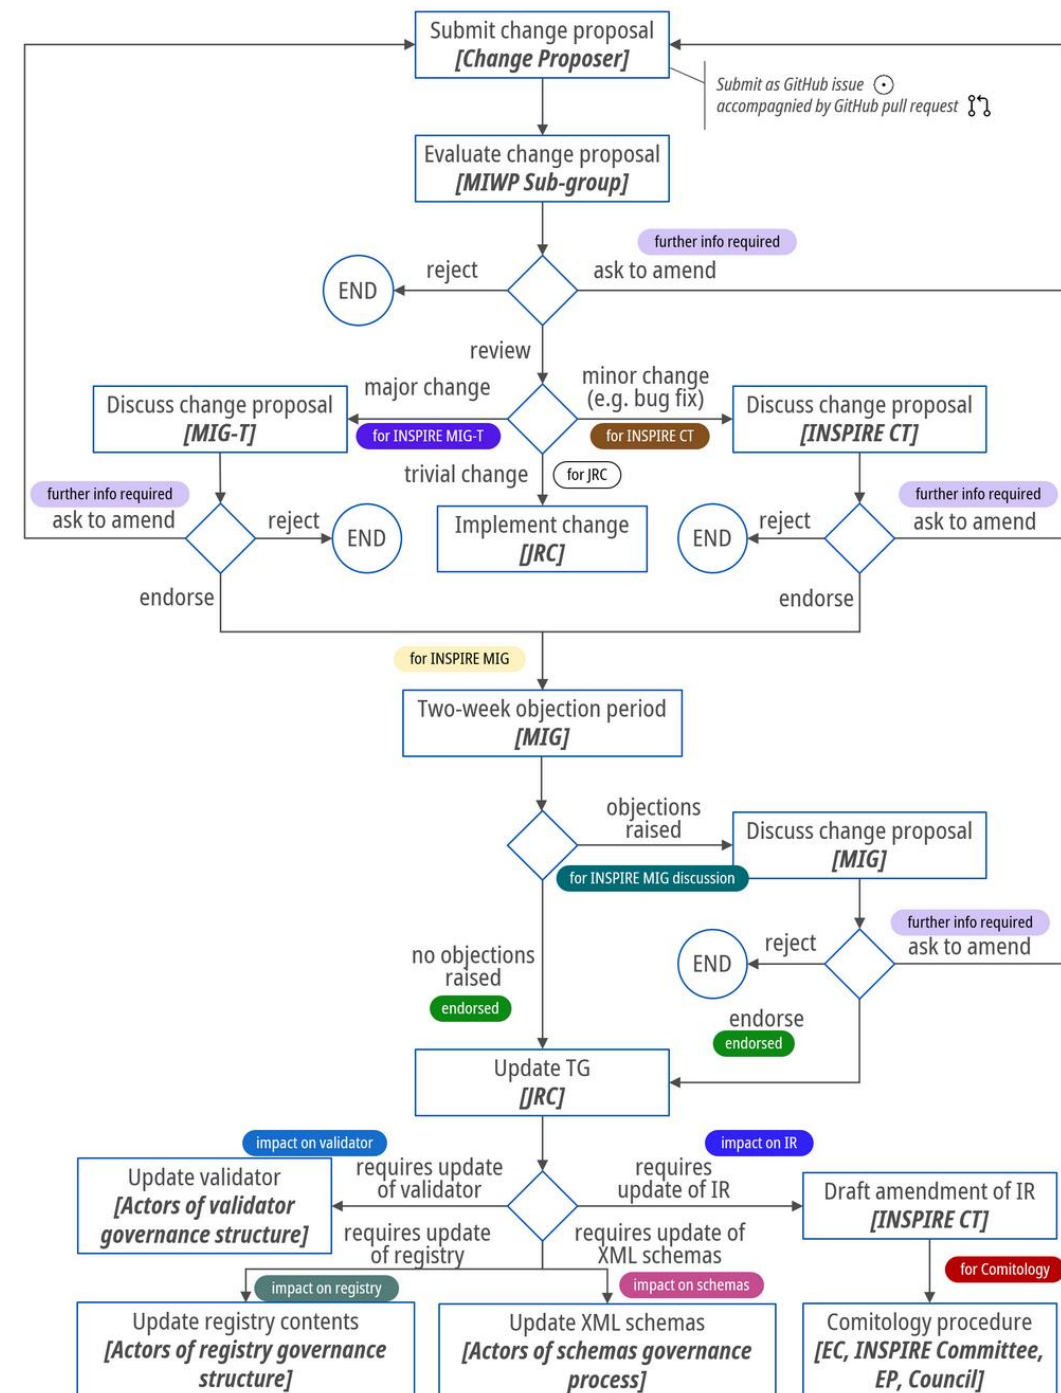 Submit change proposal
[Change Proposer]
Submit as GitHub issue
accompagnied by GitHub pull request
Evaluate change proposal
[MIWP Sub-group]
further info required
reject
ask to amend
END
review
major change
minor change
(e.g. bug fix)
Discuss change proposal
[MIG-T]
for INSPIRE MIG-T
for INSPIRE CT
Discuss change proposal
[INSPIRE CT]
trivial change
for JRC
further info required
ask to amend
reject
END
Implement change
[JRC]
END
reject
further info required
ask to amend
endorse
endorse
for INSPIRE MIG
Two-week objection period
[MIG]
objections
raised
Discuss change proposal
[MIG]
for INSPIRE MIG discussion
further info required
ask to amend
reject
END
no objections
raised
endorsed
endorse
endorsed
Update TG
[JRC]
impact on validator
impact on IR
Update validator
[Actors of validator
governance structure]
requires update
of validator
requires
update of IR
Draft amendment of IR
[INSPIRE CT]
requires update
of registry
requires update of
XML schemas
impact on registry
impact on schemas
for Comitology
Update registry contents
[Actors of registry governance
structure]
Update XML schemas
[Actors of schemas governance
process]
Comitology procedure
[EC, INSPIRE Committee,
EP, Council]